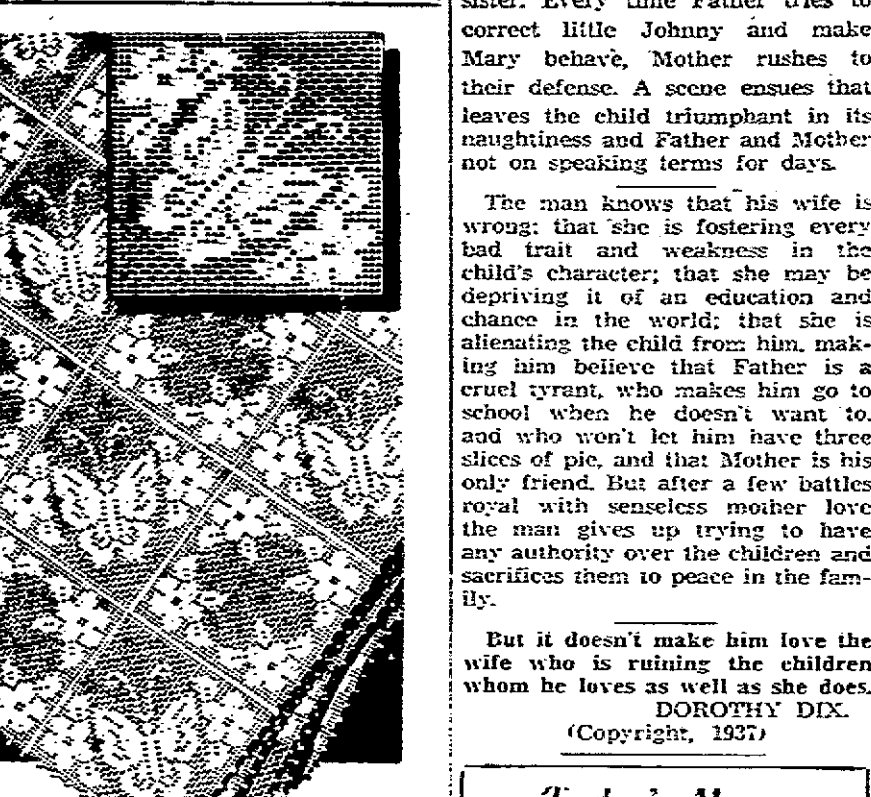 sister. Every time Father tries to
correct little Johnny and make
Mary behave, Mother rushes to
their defense. A scene ensues that
leaves the child triumphant in its
naughtiness and Father and Mother
not on speaking terms for days.
The man knows that his wife is
wrong; that she is fostering every
bad trait and weakness in the
child's character; that she may be
depriving it of an education and
chance in the world; that she is
alienating the child from him, mak-
ing him believe that Father is a
cruel tyrant, who makes him go to
school when he doesn't want to,
and who won't let him have three
slices of pie, and that Mother is his
only friend. But after a few battles
royal with senseless mother love
the man gives up trying to have
any authority over the children and
sacrifices them to peace in the fam-
ily.
But it doesn't make him love the
wife who is ruining the children
whom he loves as well as she does.
DOROTHY DIX.
(Copyright, 1937)